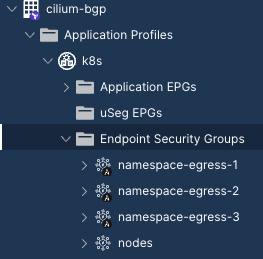 cilium-bgp
Application Profiles
k8s
Application EPGs
uSeg EPGs
Endpoint Security Groups
namespace-egress-1
namespace-egress-2
namespace-egress-3
nodes